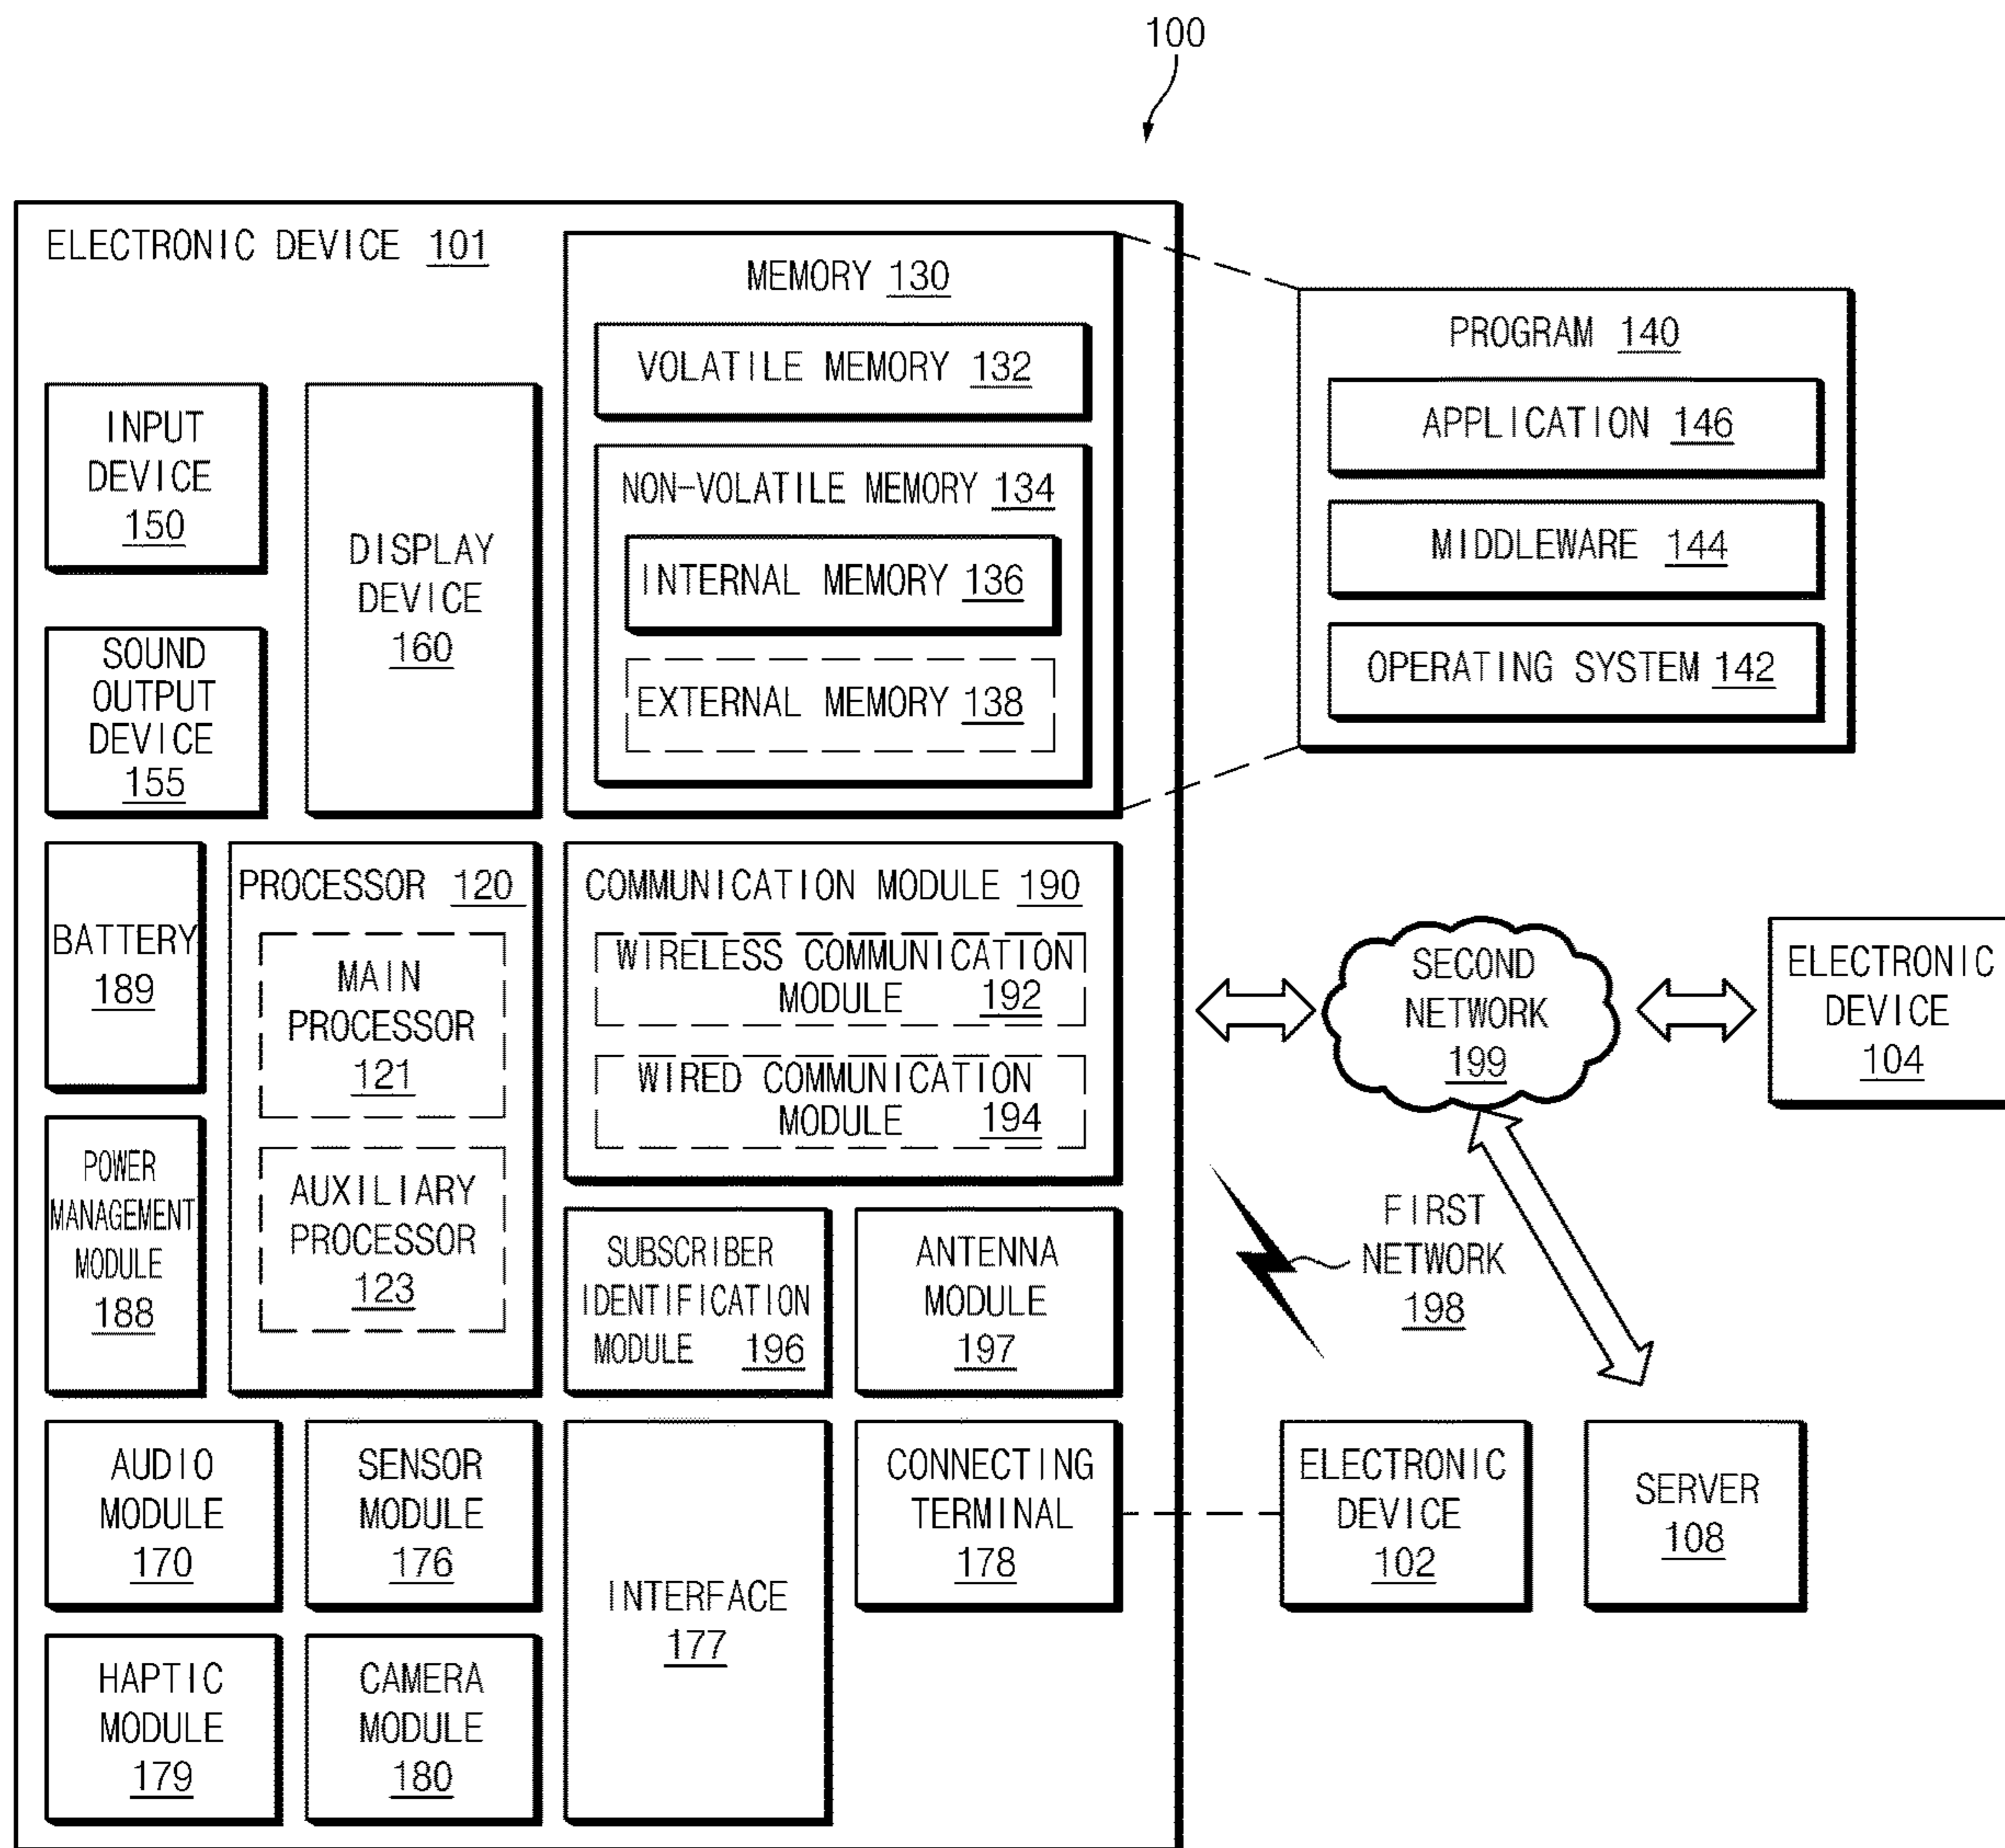 100
ELECTRONIC DEVICE 101
MEMORY 130
VOLATILE MEMORY 132
NON-VOLATILE MEMORY 134
INTERNAL MEMORY 136
EXTERNAL MEMORY 138
PROGRAM 140
APPLICATION 146
MIDDLEWARE 144
OPERATING SYSTEM 142
INPUT
DEVICE
150
SOUND
OUTPUT
DEVICE
155
DISPLAY
DEVICE
160
BATTERY
189
POWER
MANAGEMENT
MODULE
188
PROCESSOR 120
MAIN
PROCESSOR
121
AUXILIARY
PROCESSOR
123
COMMUNICATION MODULE 190
WIRELESS COMMUNICATION
MODULE 192
WIRED COMMUNICATION
MODULE 194
SUBSCRIBER
IDENTIFICATION
MODULE 196
ANTENNA
MODULE
197
SECOND
NETWORK
199
ELECTRONIC
DEVICE
104
FIRST
NETWORK
198
AUDIO
MODULE
170
SENSOR
MODULE
176
INTERFACE
177
CONNECTING
TERMINAL
178
ELECTRONIC
DEVICE
102
SERVER
108
HAPTIC
MODULE
179
CAMERA
MODULE
180